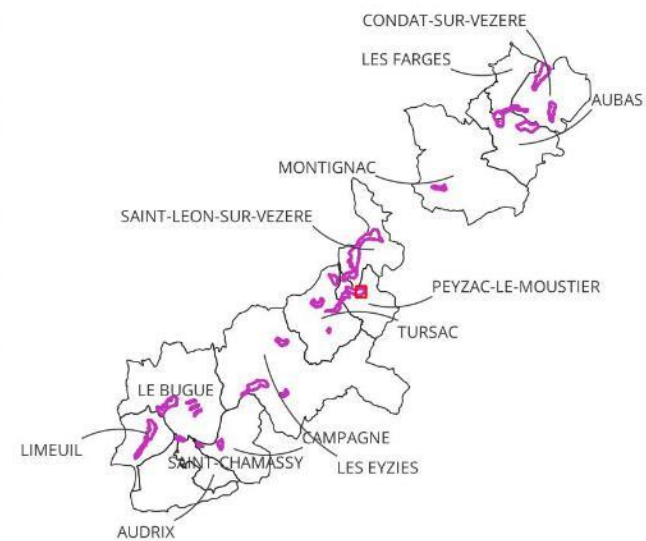 CONDAT-SUR-VEZERE
LES FARGES
AUBAS
MONTIGNAC
SAINT-LEON-SUR-VEZERE
PEYZAC-LE-MOUSTIER
TURSAC
LE BUGUE
CAMPAGNE
LIMEUIL
SAINT-CHAMASSY
LES EYZIES
AUDRIX